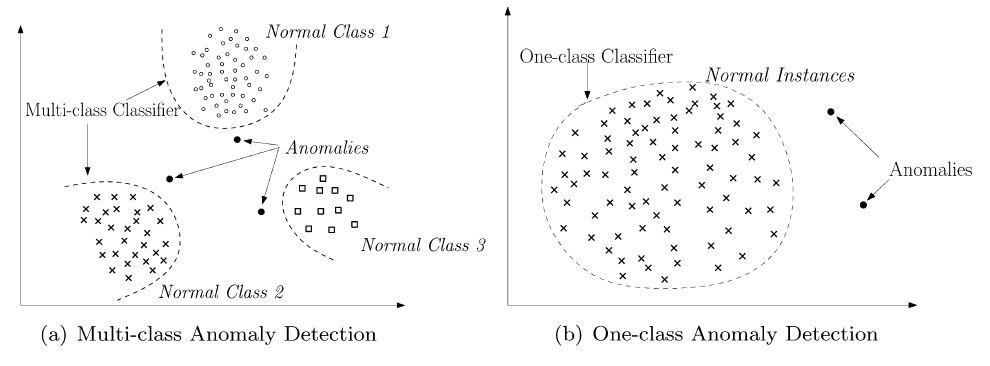 Normal Class 1
Multi-class Classifier
Anomalies
Normal Class 3
Normal Class 2
(a) Multi-class Anomaly Detection
One-class Classifier
Normal Instances
Anomalies
(b) One-class Anomaly Detection